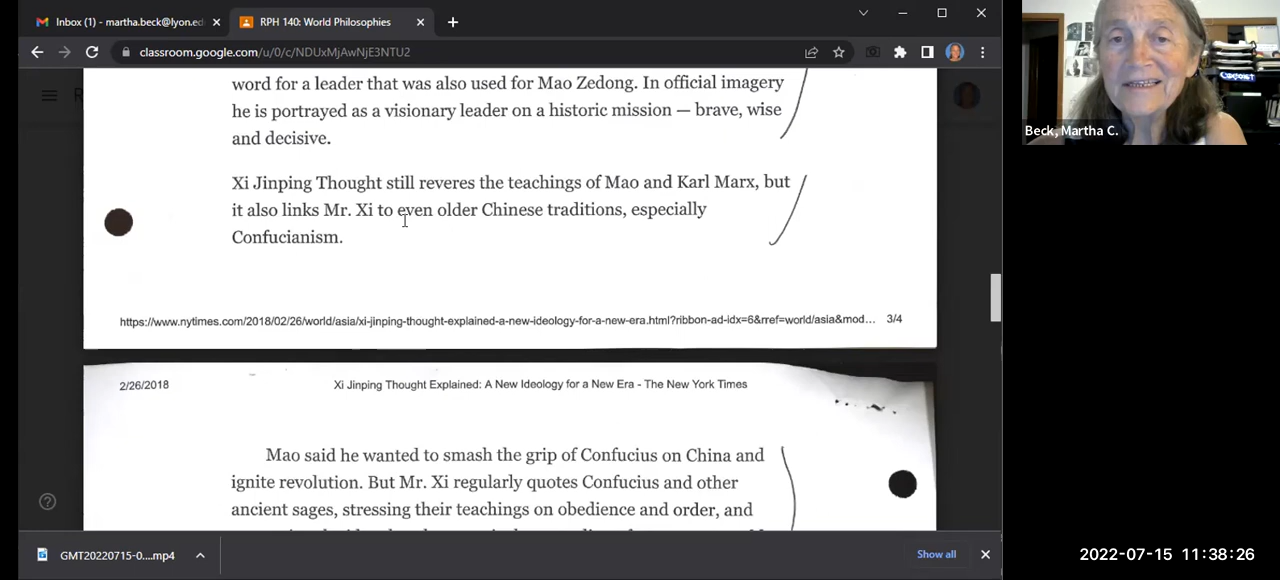 Inbox (1) - martha.beck@lyon.ed
RPH 140: World Philosophies
classroom.google.com/u/0/c/NDUxMjAwNjE3NTU2
word for a leader that was also used for Mao Zedong. In official imagery
he is portrayed as a visionary leader on a historic mission — brave, wise
and decisive.
Beck, Martha C.
Xi Jinping Thought still reveres the teachings of Mao and Karl Marx, but
it also links Mr. Xi to even older Chinese traditions, especially
Confucianism.
https://www.nytimes.com/2018/02/26/world/asia/xi-jinping-thought-explained-a-new-ideology-for-a-new-era.html?ribbon-ad-idx=6&rref=world/asia&mod... 3/4
2/26/2018 Xi Jinping Thought Explained: A New Ideology for a New Era - The New York Times
Mao said he wanted to smash the grip of Confucius on China and
ignite revolution. But Mr. Xi regularly quotes Confucius and other
ancient sages, stressing their teachings on obedience and order, and
GMT20220715-0....mp4
Show all
2022-07-15 11:38:26